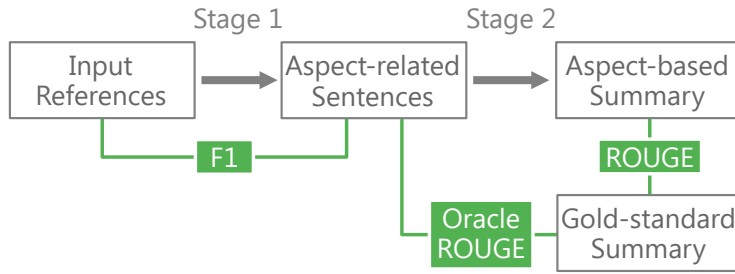 Stage 1
Stage 2
Input
References
Aspect-related
Sentences
Aspect-based
Summary
F1
ROUGE
Oracle
ROUGE
Gold-standard
Summary